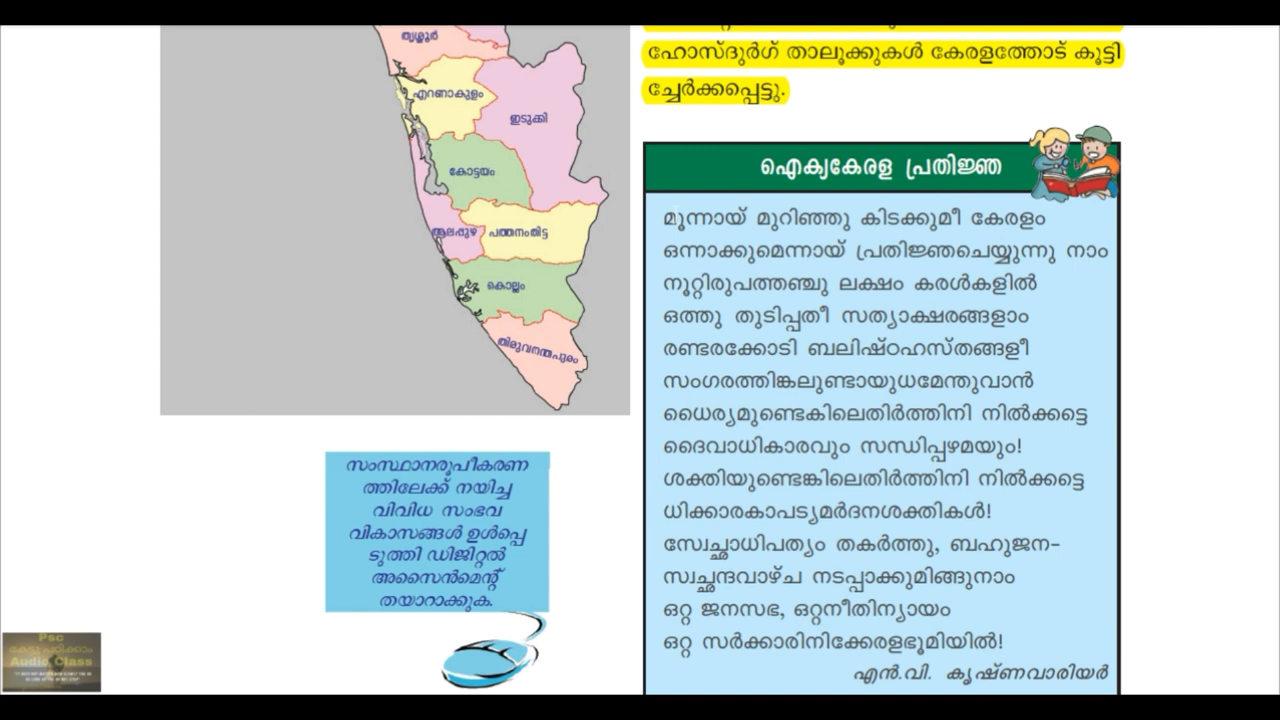 തൃശ്ശൂർ
എറണാകുളം
ഇടുക്കി
കോട്ടയം
ആലപ്പുഴ
പത്തനംതിട്ട
കൊല്ലം
തിരുവനന്തപുരം
സംസ്ഥാനരൂപീകരണ
ത്തിലേക്ക് നയിച്ച
വിവിധ സംഭവ
വികാസങ്ങൾ ഉൾപ്പെ
ടുത്തി ഡിജിറ്റൽ
അസൈൻമെന്റ്
തയാറാക്കുക.
ഹോസ്ദുർഗ് താലൂക്കുകൾ കേരളത്തോട് കൂട്ടി
ച്ചേർക്കപ്പെട്ടു.
ഐക്യകേരള പ്രതിജ്ഞ
മൂന്നായ് മുറിഞ്ഞു കിടക്കുമീ കേരളം
ഒന്നാക്കുമെന്നായ് പ്രതിജ്ഞചെയ്യുന്നു നാം
നൂറ്റിരുപത്തഞ്ചു ലക്ഷം കരൾകളിൽ
ഒത്തു തുടിപ്പതീ സത്യാക്ഷരങ്ങളാം
രണ്ടരക്കോടി ബലിഷ്ഠഹസ്തങ്ങളീ
സംഗരത്തിങ്കലുണ്ടായുധമേന്തുവാൻ
ധൈര്യമുണ്ടെകിലെതിർത്തിനി നിൽക്കട്ടെ
ദൈവാധികാരവും സന്ധിപ്പഴമയും!
ശക്തിയുണ്ടെങ്കിലെതിർത്തിനി നിൽക്കട്ടെ
ധിക്കാരകാപട്യമർദനശക്തികൾ!
സ്വേച്ഛാധിപത്യം തകർത്തു, ബഹുജന-
സ്വച്ഛന്ദവാഴ്ച നടപ്പാക്കുമിങ്ങുനാം
ഒറ്റ ജനസഭ, ഒറ്റനീതിന്യായം
ഒറ്റ സർക്കാരിനിക്കേരളഭൂമിയിൽ!
എൻ.വി. കൃഷ്ണവാരിയർ
Psc
കേട്ടു പഠിക്കാം
Audio Class